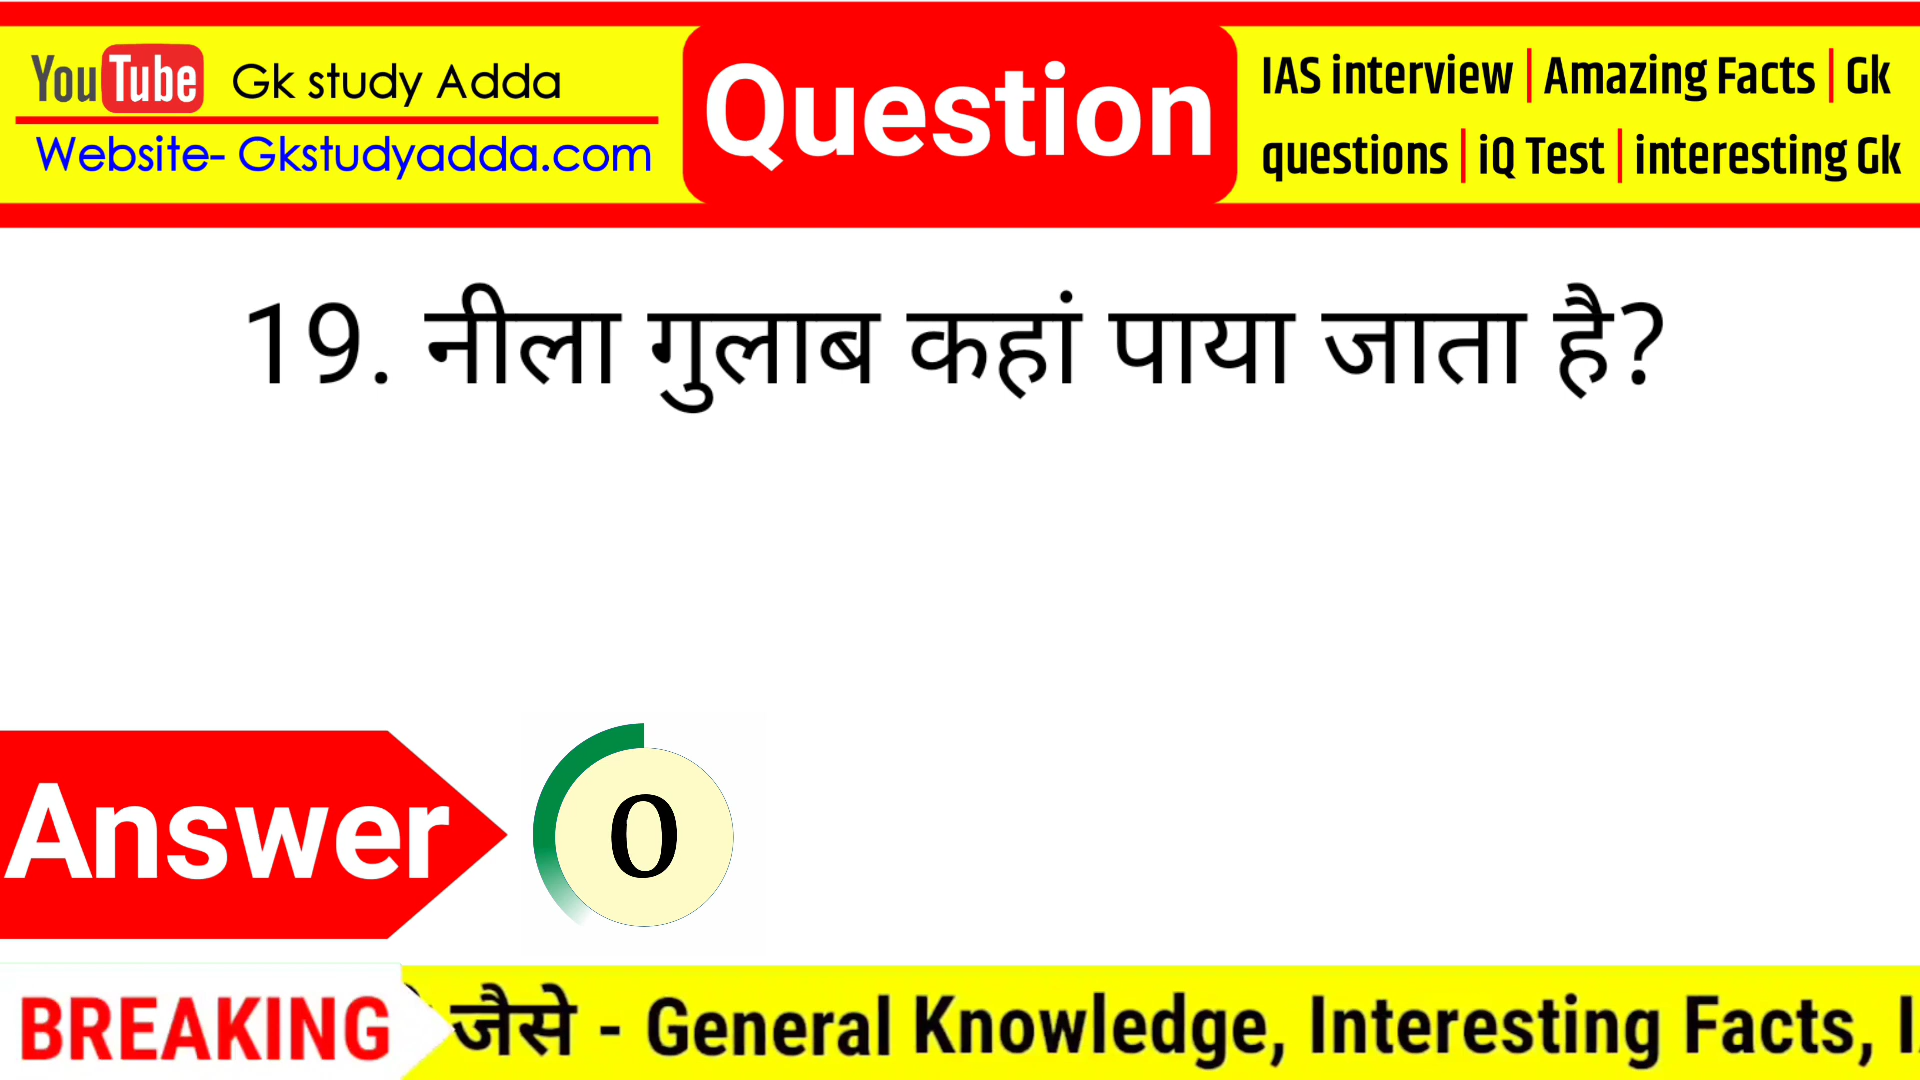 YouTube Gk study Adda
Website- Gkstudyadda.com
Question
IAS interview | Amazing Facts | Gk
questions | iQ Test | interesting Gk
19. नीला गुलाब कहां पाया जाता है?
Answer
0
BREAKING
जैसे - General Knowledge, Interesting Facts,